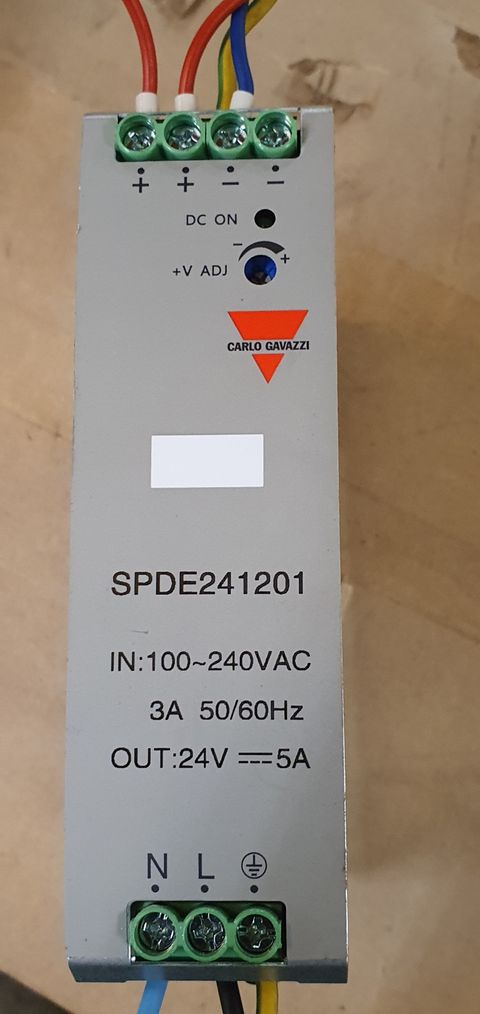 + + − −
DC ON
− +
+V ADJ
CARLO GAVAZZI
SPDE241201
IN:100~240VAC
3A 50/60Hz
OUT:24V ⎓ 5A
N L ⏚